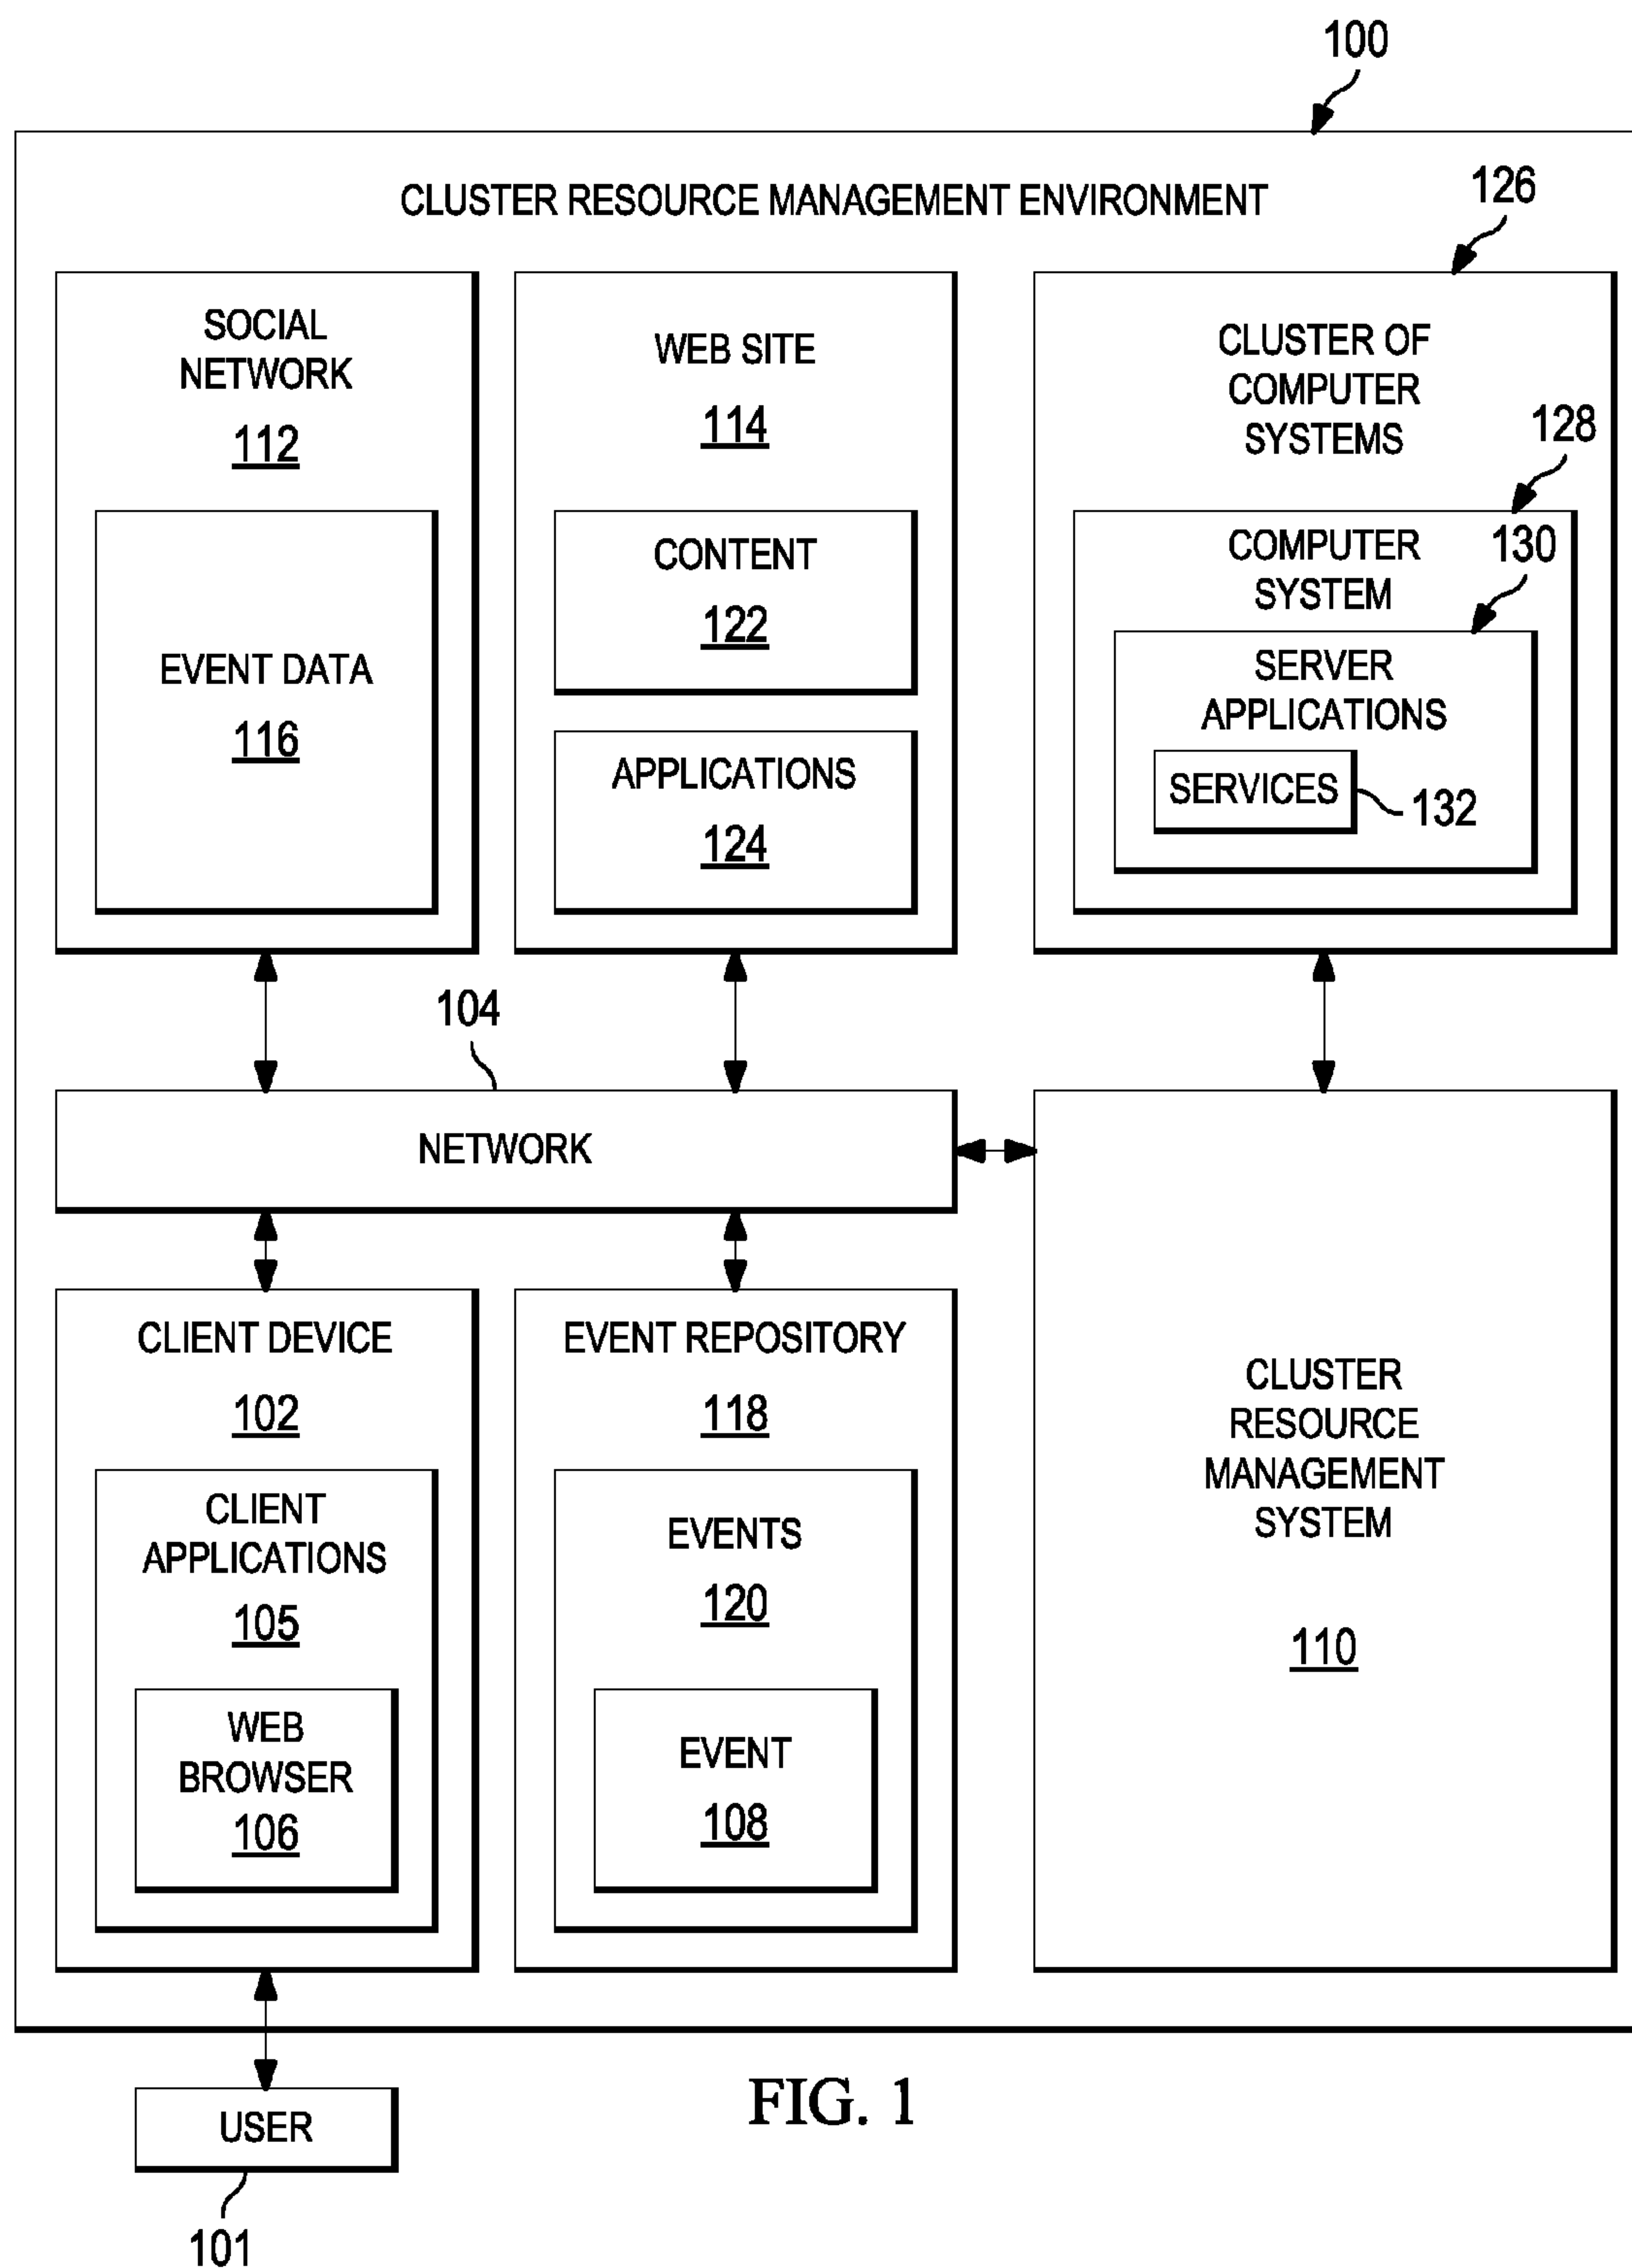 100
CLUSTER RESOURCE MANAGEMENT ENVIRONMENT
126
SOCIAL
NETWORK
112
EVENT DATA
116
WEB SITE
114
CONTENT
122
APPLICATIONS
124
CLUSTER OF
COMPUTER
SYSTEMS
128
COMPUTER
SYSTEM
130
SERVER
APPLICATIONS
SERVICES
132
104
NETWORK
CLIENT DEVICE
102
CLIENT
APPLICATIONS
105
WEB
BROWSER
106
EVENT REPOSITORY
118
EVENTS
120
EVENT
108
CLUSTER
RESOURCE
MANAGEMENT
SYSTEM
110
USER
101
FIG. 1